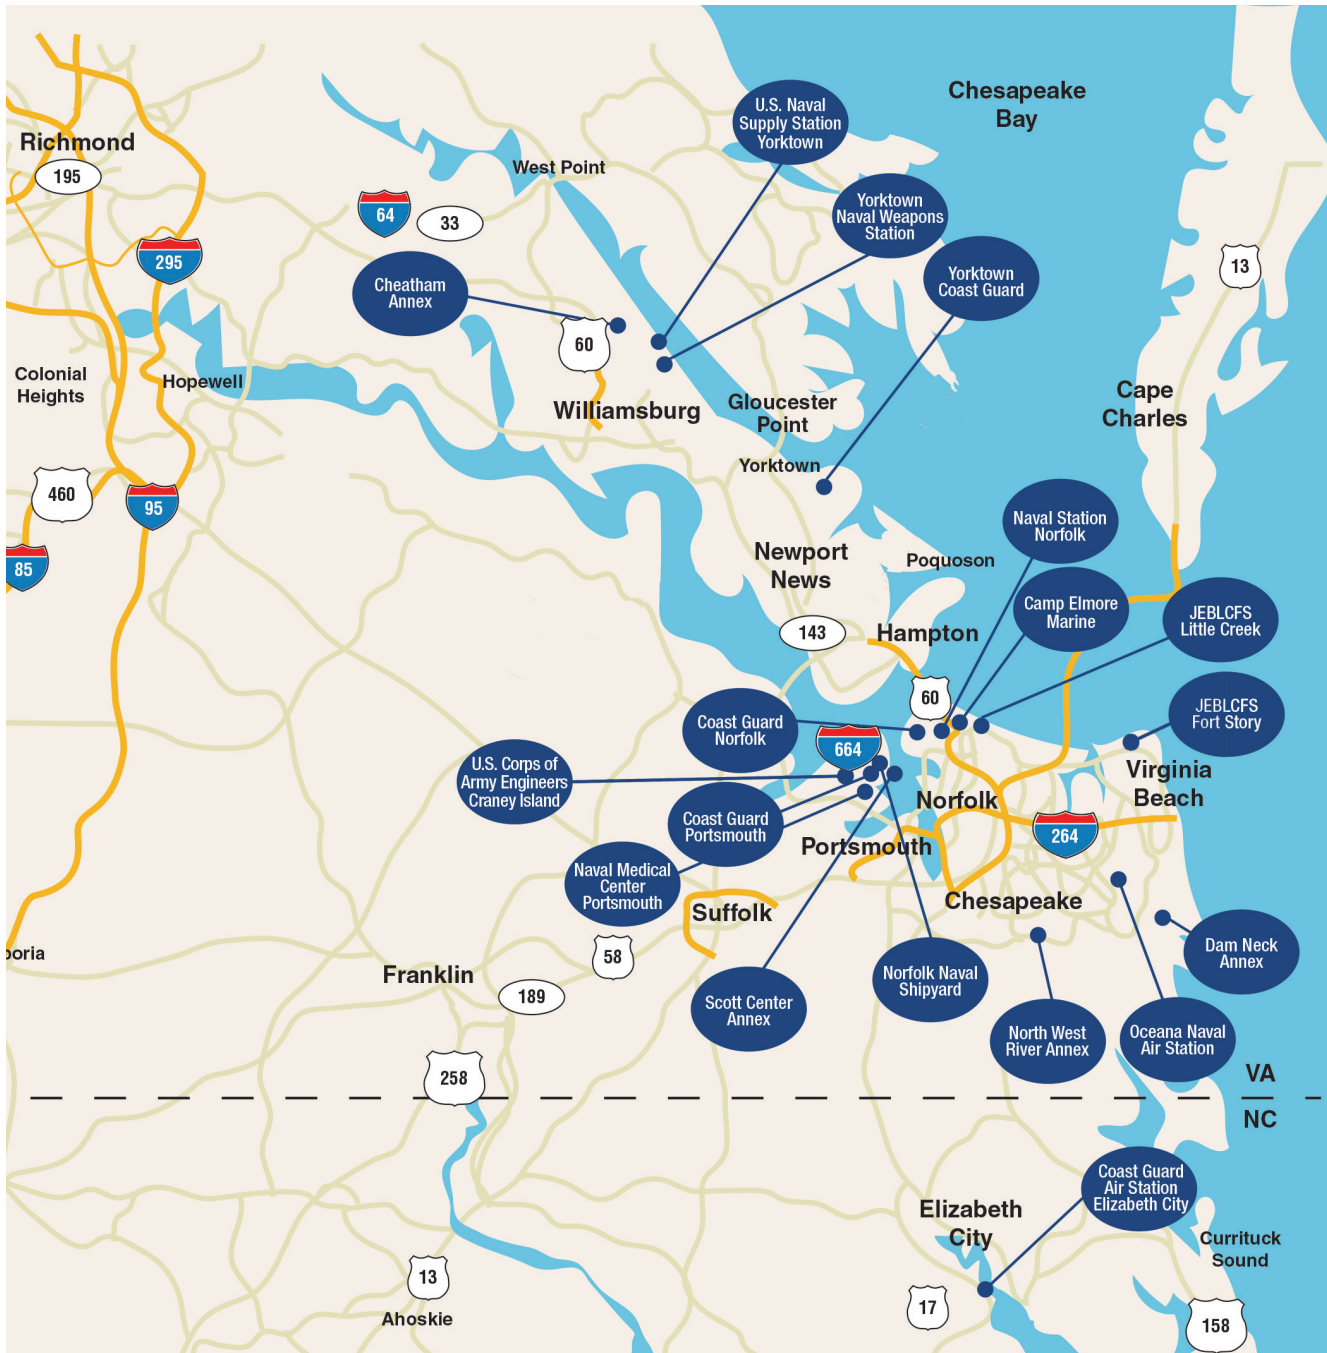 Chesapeake
Bay
U.S. Naval
Supply Station
Yorktown
Richmond
195
West Point
64
33
Yorktown
Naval Weapons
Station
295
Cheatham
Annex
Yorktown
Coast Guard
13
60
Colonial
Heights
Hopewell
Williamsburg
Gloucester
Point
Cape
Charles
Yorktown
460
95
85
Naval Station
Norfolk
Newport
News
Poquoson
Camp Elmore
Marine
JEBLCFS
Little Creek
143
Hampton
60
Coast Guard
Norfolk
664
JEBLCFS
Fort Story
U.S. Corps of
Army Engineers
Craney Island
Virginia
Beach
Norfolk
Coast Guard
Portsmouth
264
Portsmouth
Naval Medical
Center
Portsmouth
Suffolk
Chesapeake
oria
58
Dam Neck
Annex
Franklin
189
Scott Center
Annex
Norfolk Naval
Shipyard
North West
River Annex
Oceana Naval
Air Station
258
VA
NC
Coast Guard
Air Station
Elizabeth City
Elizabeth
City
Currituck
Sound
13
17
158
Ahoskie